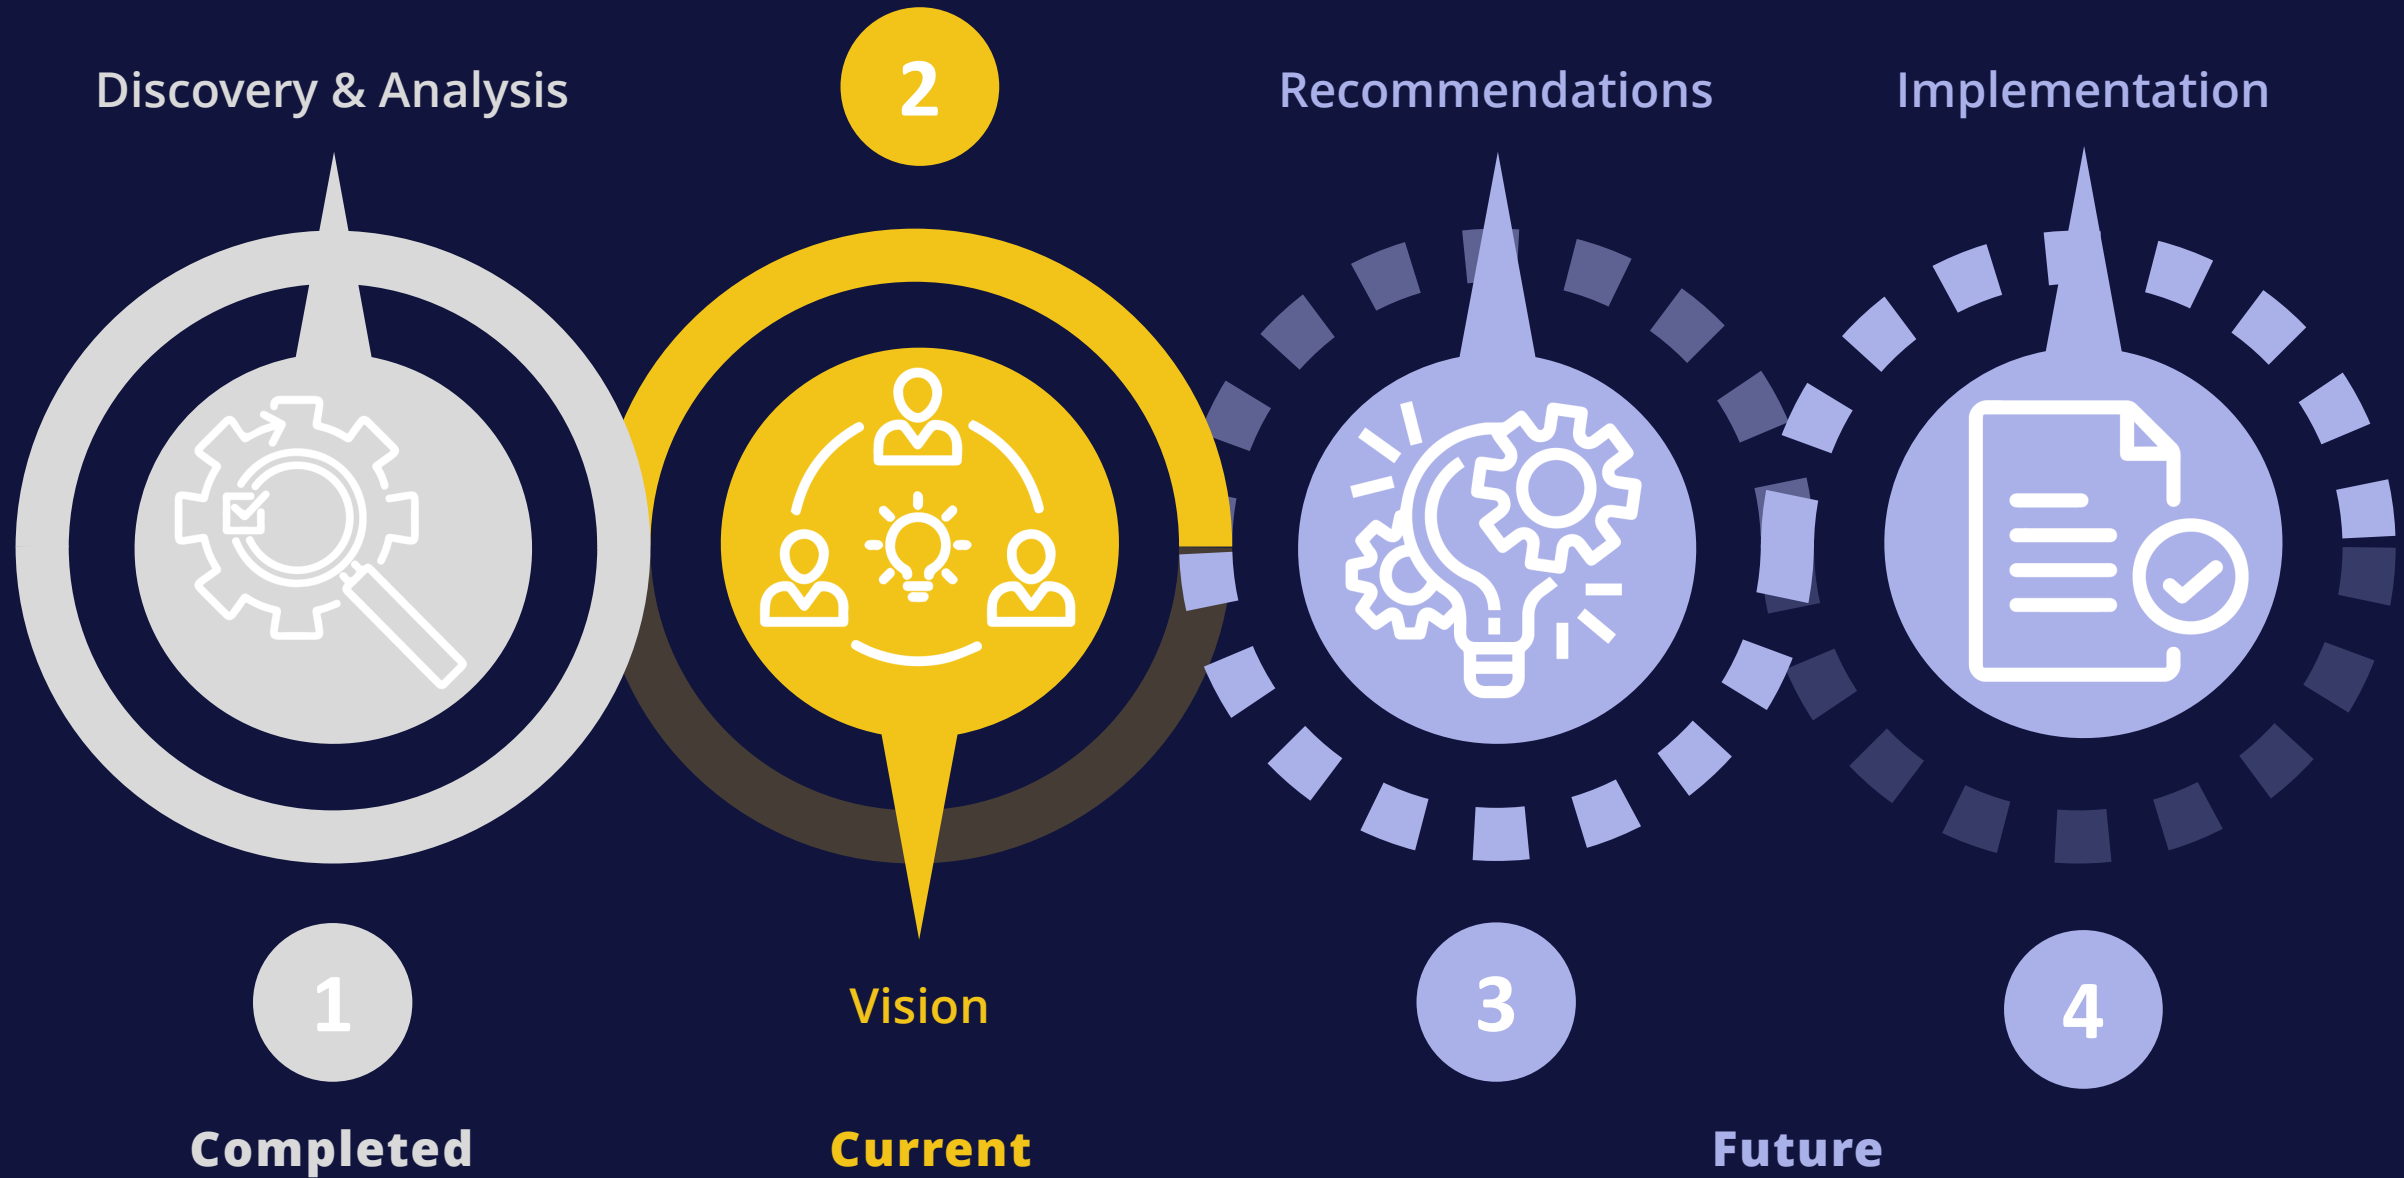 Discovery & Analysis
2
Recommendations
Implementation
1
Vision
3
4
Completed
Current
Future